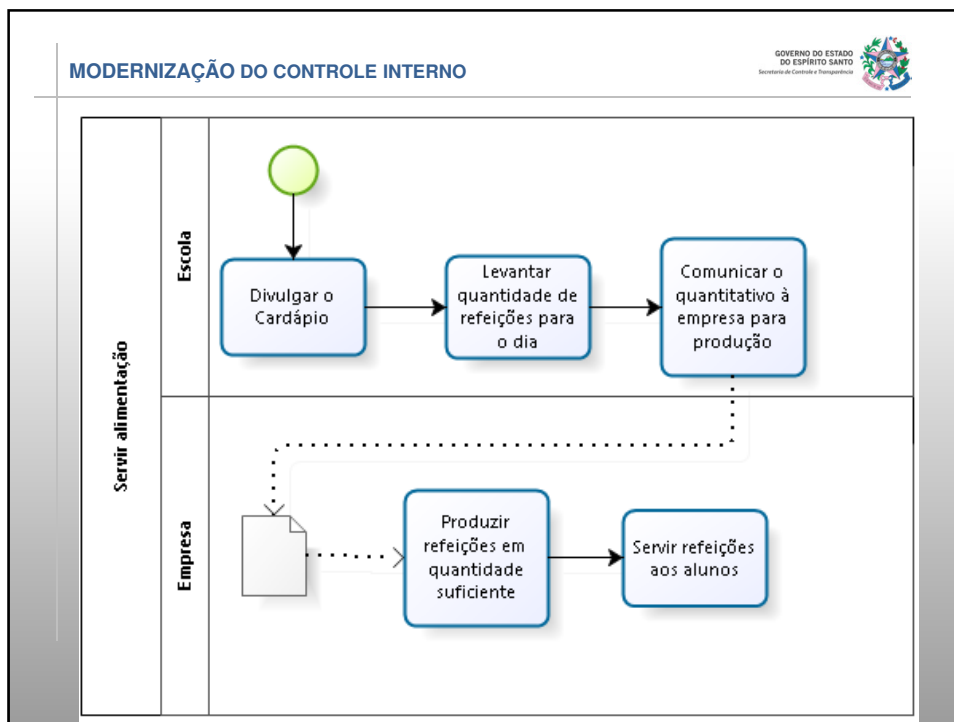 MODERNIZAÇÃO DO CONTROLE INTERNO
GOVERNO DO ESTADO
DO ESPÍRITO SANTO
Secretaria de Controle e Transparência
Servir alimentação
Escola
Divulgar o
Cardápio
Levantar
quantidade de
refeições para
o dia
Comunicar o
quantitativo à
empresa para
produção
Empresa
Produzir
refeições em
quantidade
suficiente
Servir refeições
aos alunos